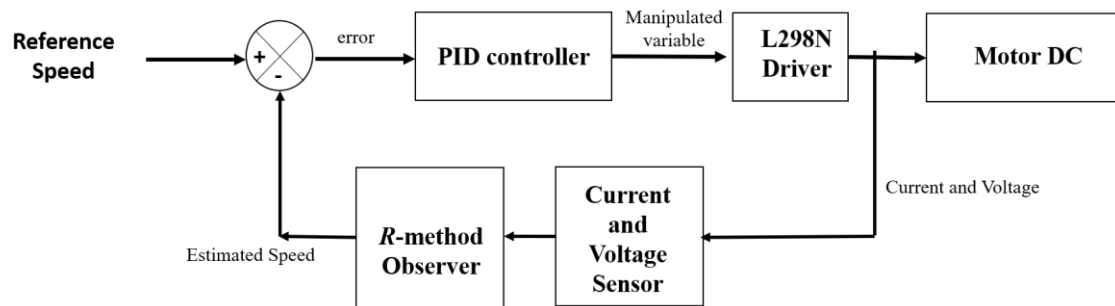 Reference
Speed
+
-
error
PID controller
Manipulated
variable
L298N
Driver
Motor DC
Current and Voltage
Current
and
Voltage
Sensor
R-method
Observer
Estimated Speed